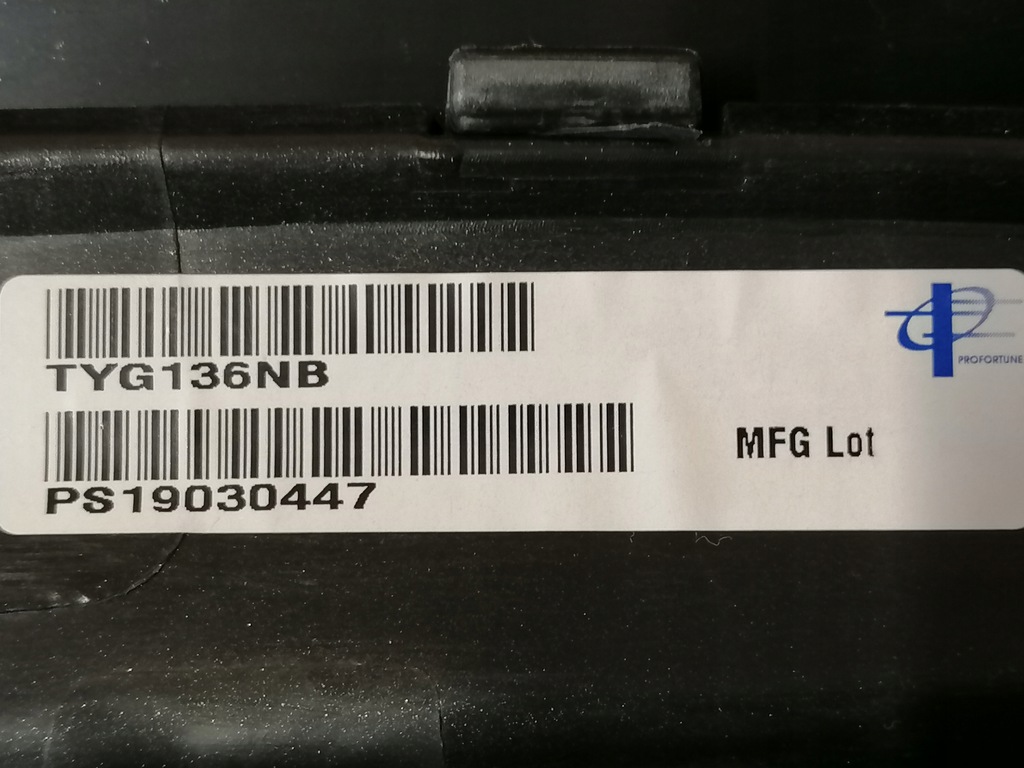 TYG136NB
PROFORTUNE
MFG Lot
PS19030447